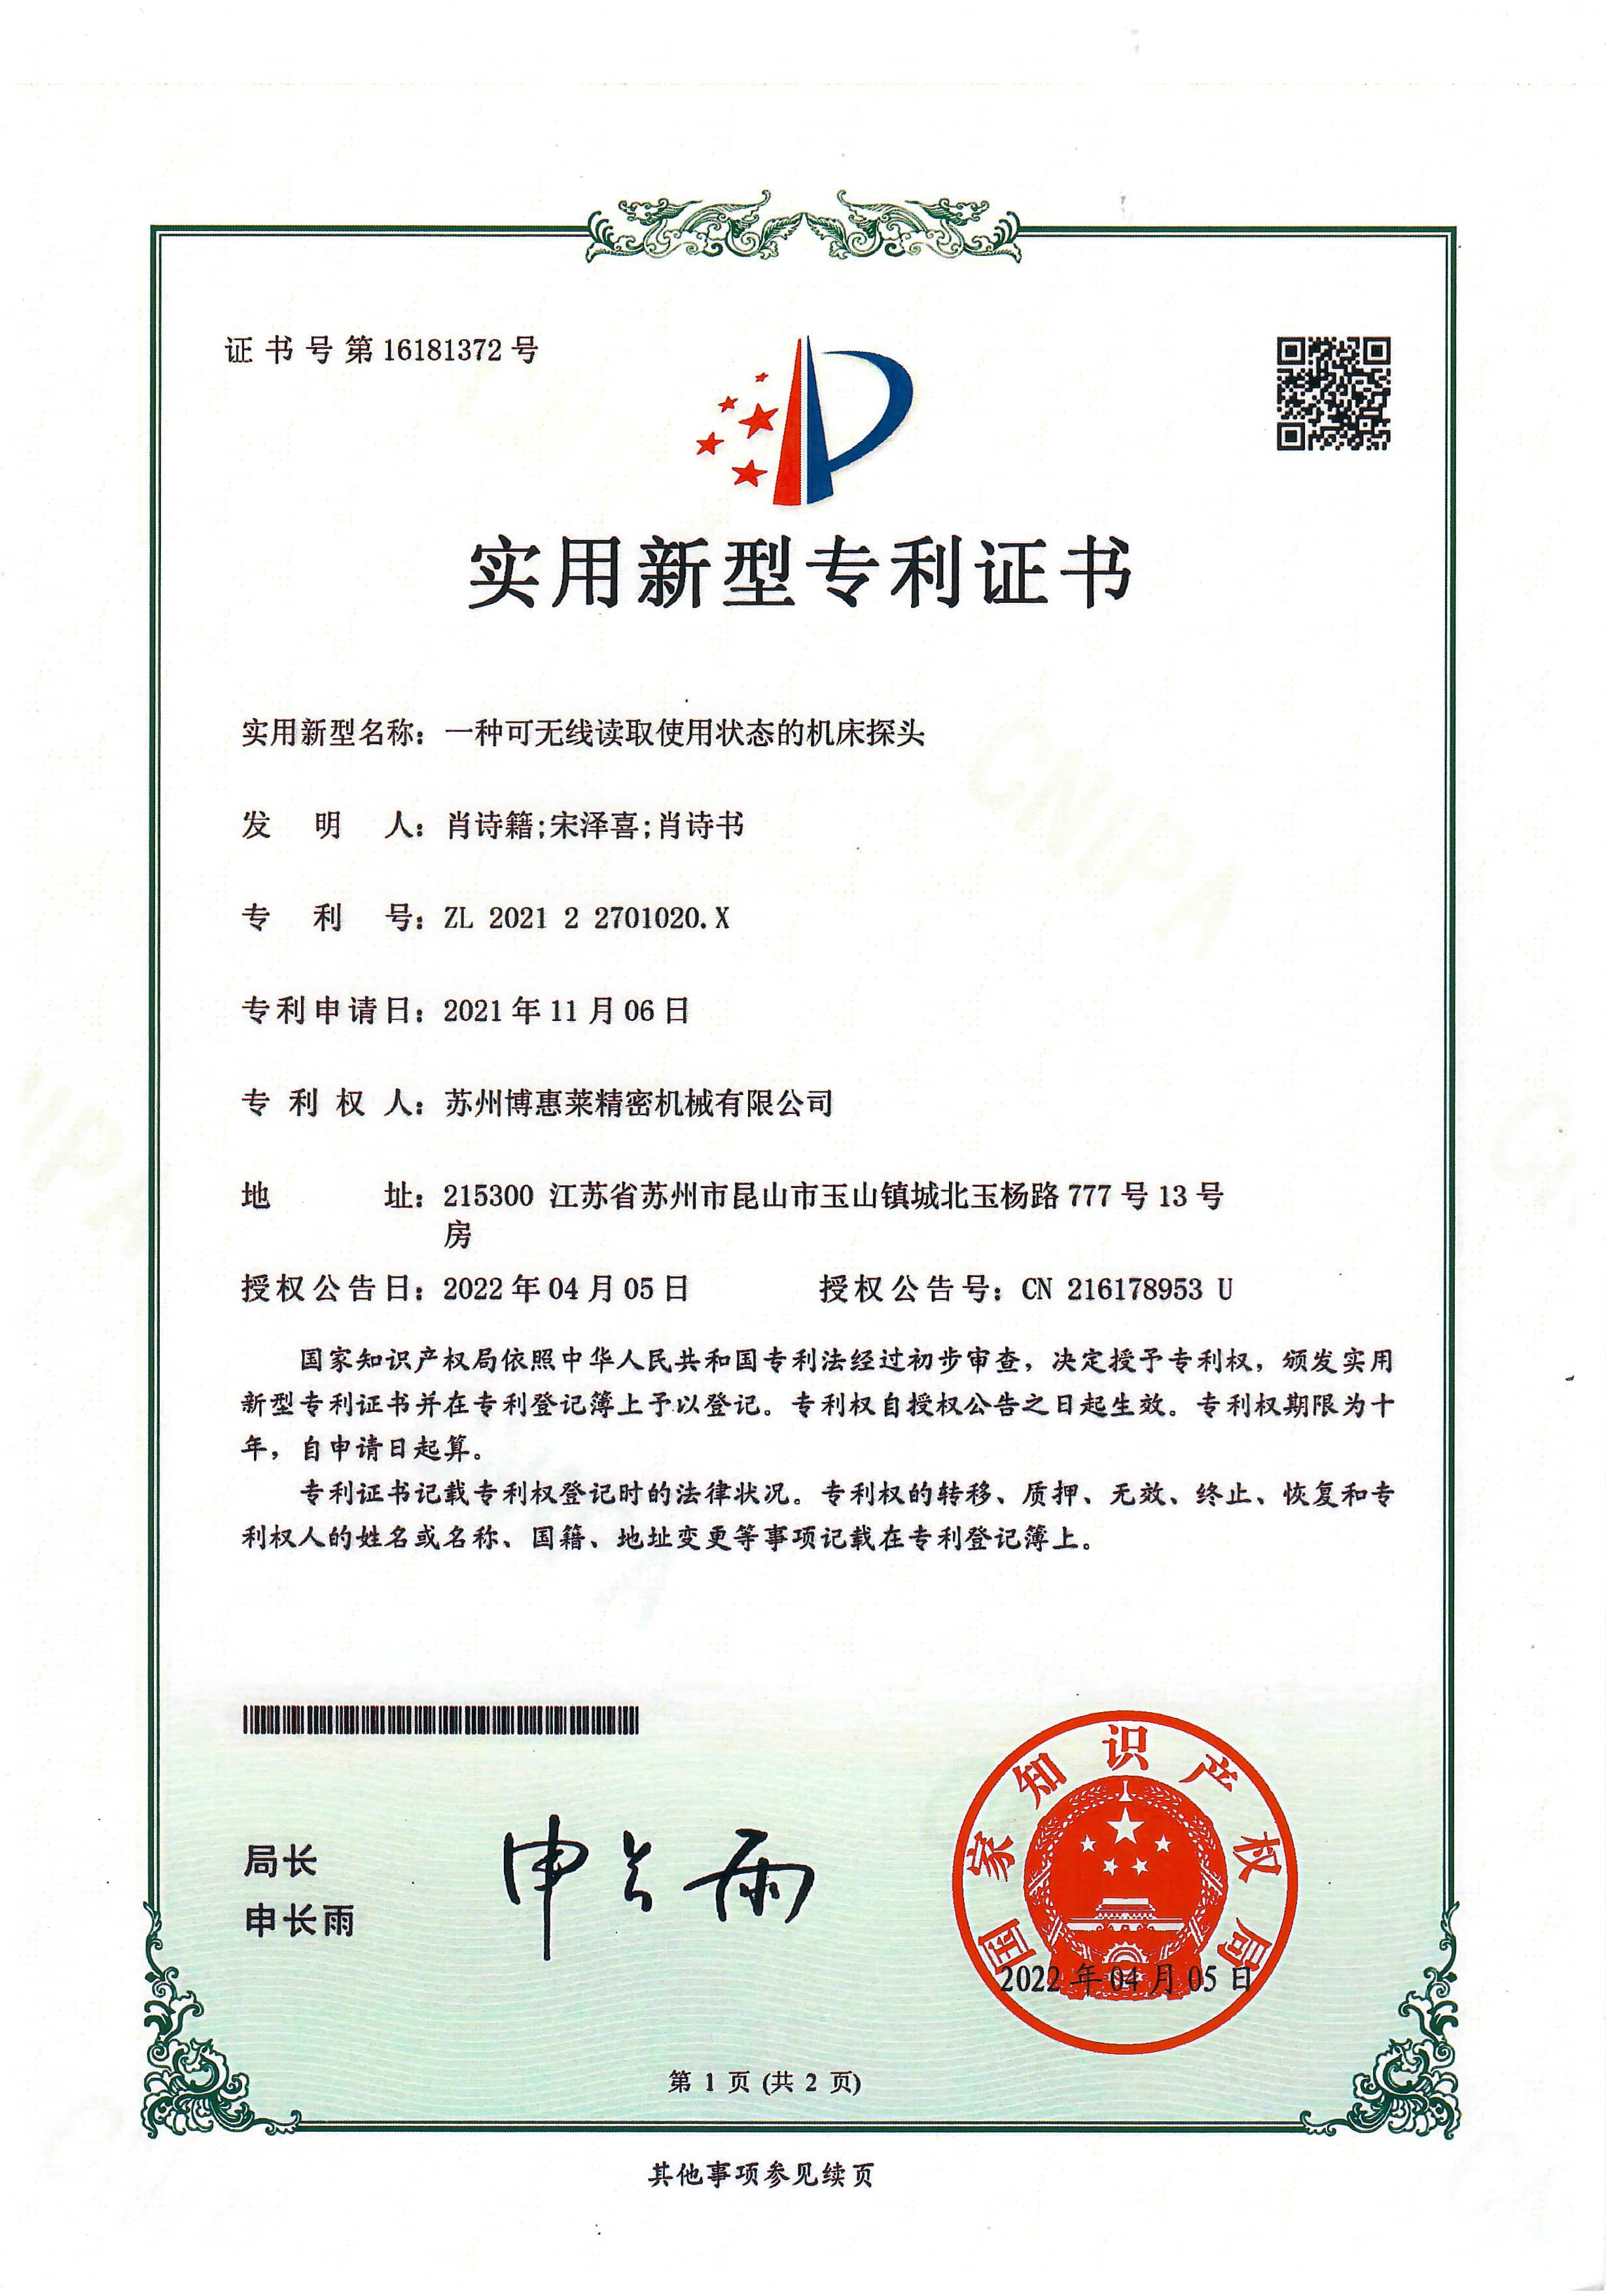 证书号第16181372号
实用新型专利证书
实用新型名称：一种可无线读取使用状态的机床探头
发明人：肖诗籍;宋泽喜;肖诗书
专利号：ZL 2021 2 2701020.X
专利申请日：2021年11月06日
专利权人：苏州博惠莱精密机械有限公司
地址：215300 江苏省苏州市昆山市玉山镇城北玉杨路777号13号
房
授权公告日：2022年04月05日 授权公告号：CN 216178953 U
国家知识产权局依照中华人民共和国专利法经过初步审查，决定授予专利权，颁发实用
新型专利证书并在专利登记簿上予以登记。专利权自授权公告之日起生效。专利权期限为十
年，自申请日起算。
专利证书记载专利权登记时的法律状况。专利权的转移、质押、无效、终止、恢复和专
利权人的姓名或名称、国籍、地址变更等事项记载在专利登记簿上。
局长
申长雨
申长雨
国家知识产权局
2022年04月05日
第 1 页 (共 2 页)
其他事项参见续页
CNIPA